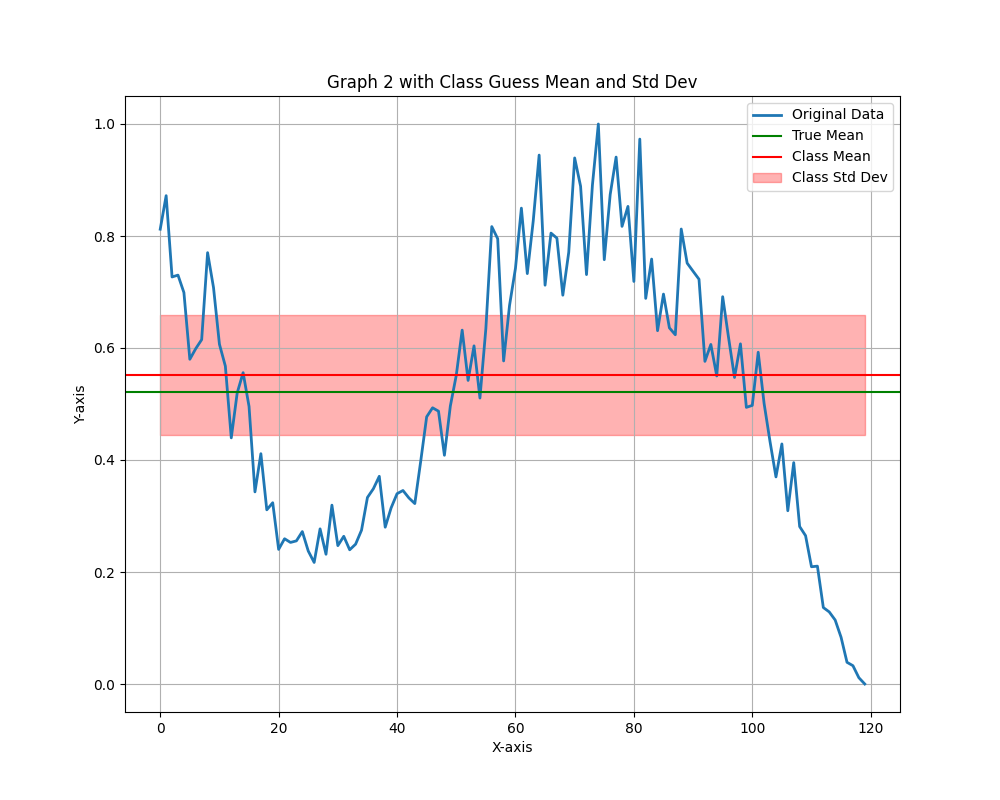 Graph 2 with Class Guess Mean and Std Dev
Original Data
True Mean
Class Mean
Class Std Dev
1.0
0.8
0.6
0.4
0.2
0.0
Y-axis
0 20 40 60 80 100 120
X-axis